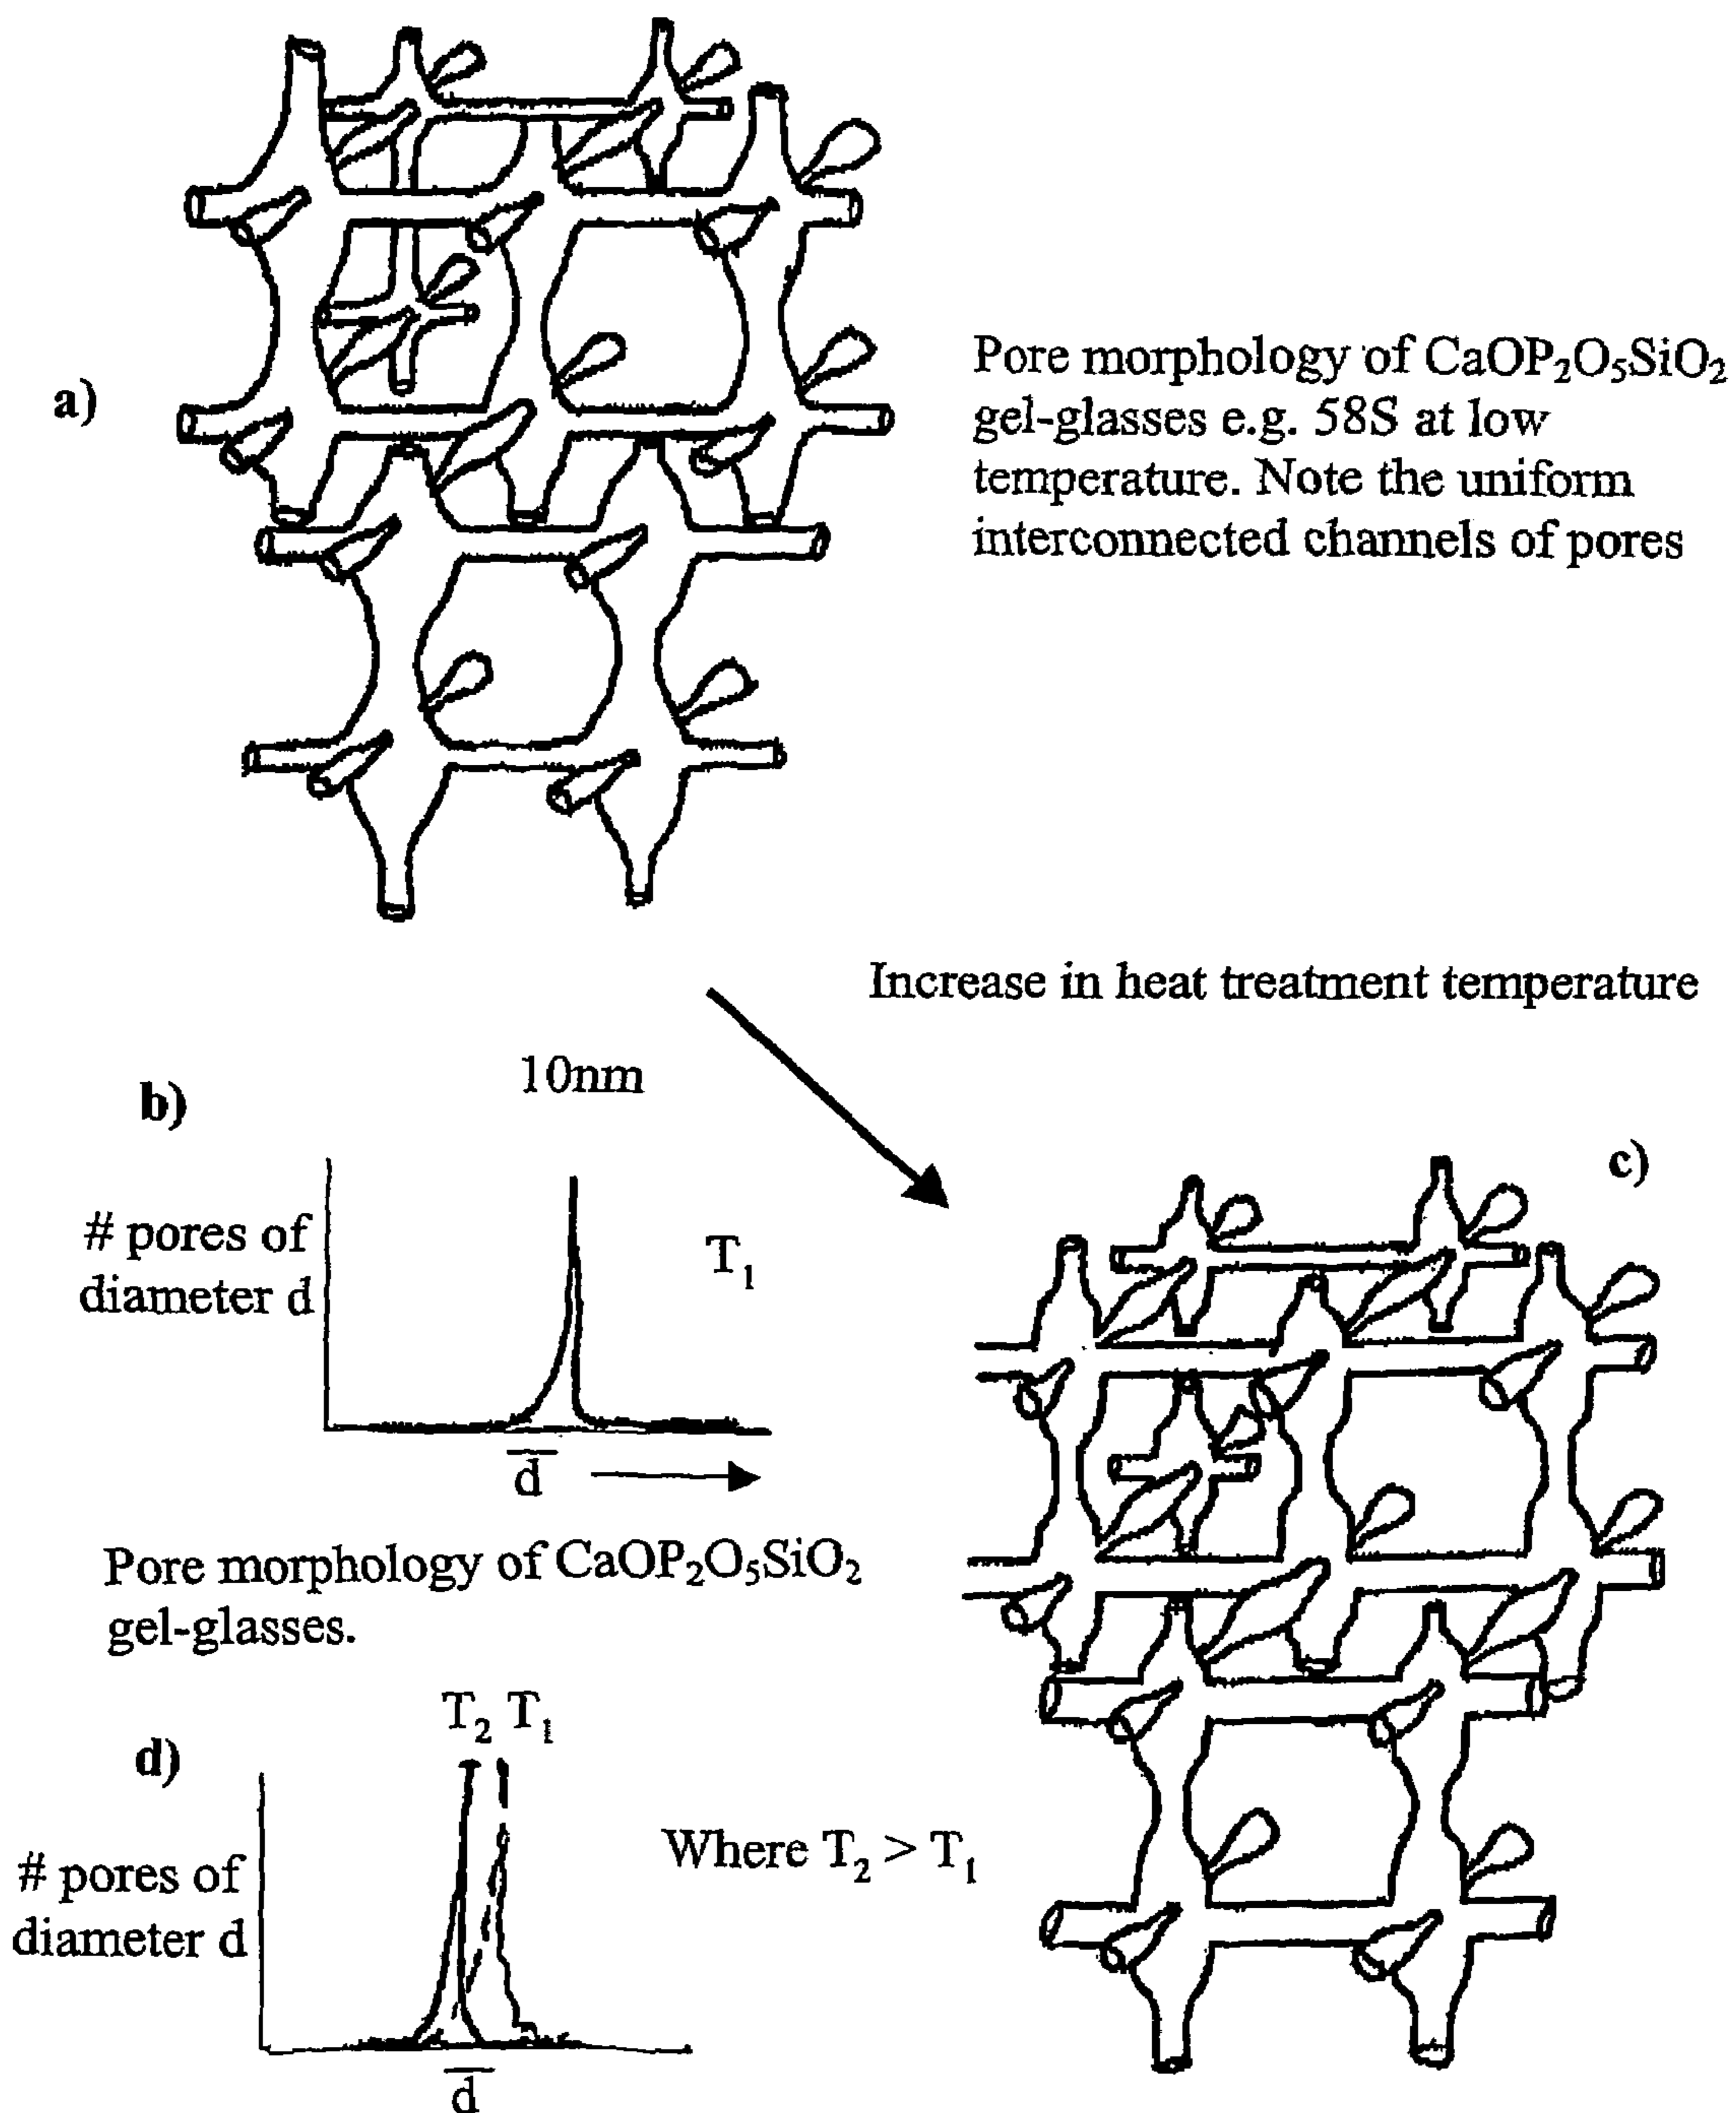 a)
Pore morphology of CaOP₂O₅SiO₂
gel-glasses e.g. 58S at low
temperature. Note the uniform
interconnected channels of pores
Increase in heat treatment temperature
b)
10nm
# pores of
diameter d
T₁
d̅
Pore morphology of CaOP₂O₅SiO₂
gel-glasses.
c)
d)
T₂ T₁
# pores of
diameter d
Where T₂ > T₁
d̅